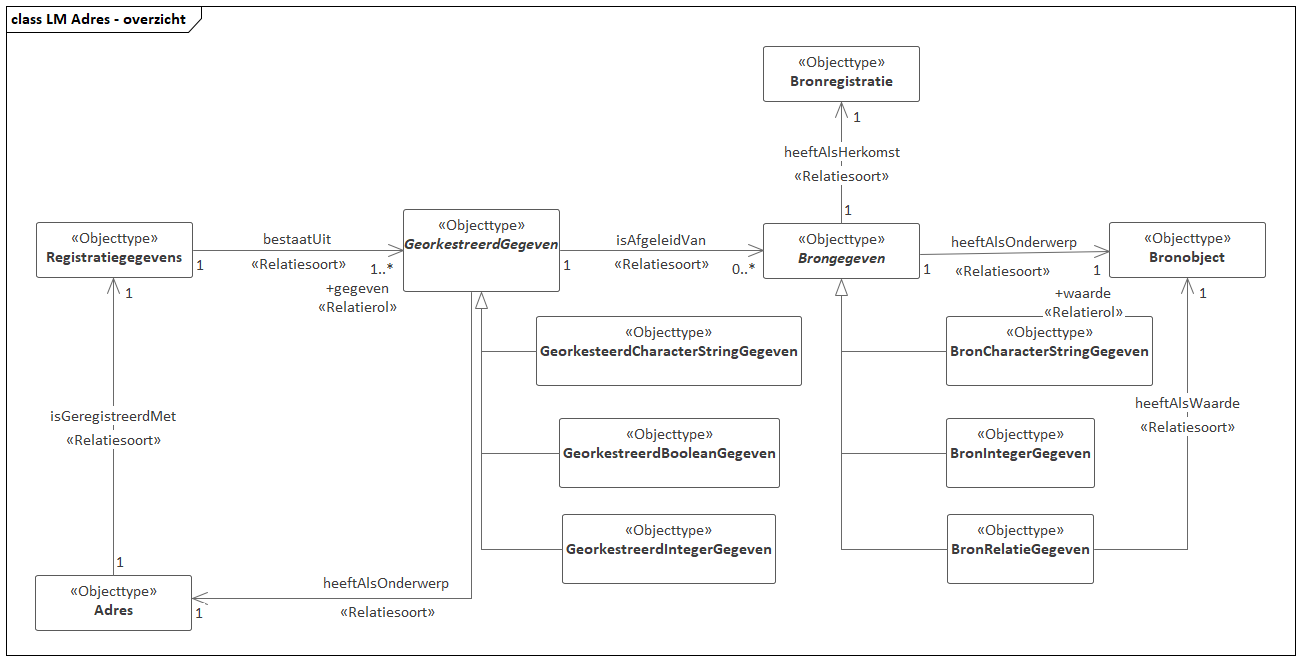 class LM Adres - overzicht
«Objecttype»
Bronregistratie
1
heeftAlsHerkomst
«Relatiesoort»
1
«Objecttype»
Registratiegegevens
1
bestaatUit
«Relatiesoort»
1..*
+gegeven
«Relatierol»
«Objecttype»
GeorkestreerdGegeven
1
isAfgeleidVan
«Relatiesoort»
0..*
«Objecttype»
Brongegeven
1
heeftAlsOnderwerp
«Relatiesoort»
1
«Objecttype»
Bronobject
1
1
+waarde
«Relatierol»
«Objecttype»
GeorkesteerdCharacterStringGegeven
«Objecttype»
BronCharacterStringGegeven
isGeregistreerdMet
«Relatiesoort»
heeftAlsWaarde
«Relatiesoort»
«Objecttype»
GeorkestreerdBooleanGegeven
«Objecttype»
BronIntegerGegeven
«Objecttype»
GeorkestreerdIntegerGegeven
«Objecttype»
BronRelatieGegeven
1
«Objecttype»
Adres
1
heeftAlsOnderwerp
«Relatiesoort»